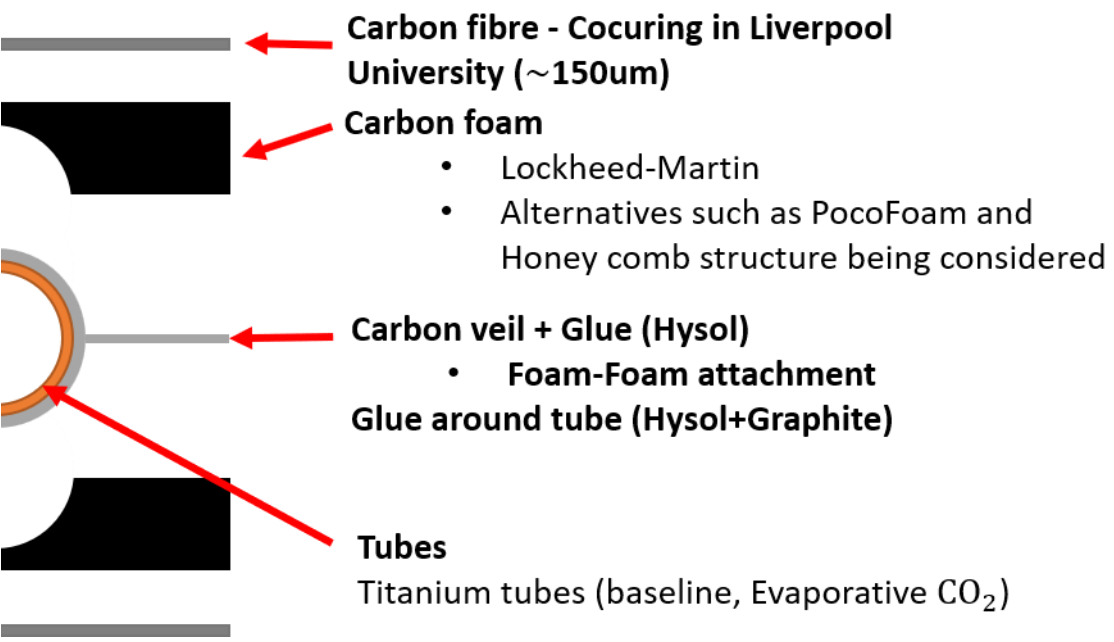 Carbon fibre - Cocuring in Liverpool
University (~150um)
Carbon foam
• Lockheed-Martin
• Alternatives such as PocoFoam and
Honey comb structure being considered
Carbon veil + Glue (Hysol)
• Foam-Foam attachment
Glue around tube (Hysol+Graphite)
Tubes
Titanium tubes (baseline, Evaporative CO₂)